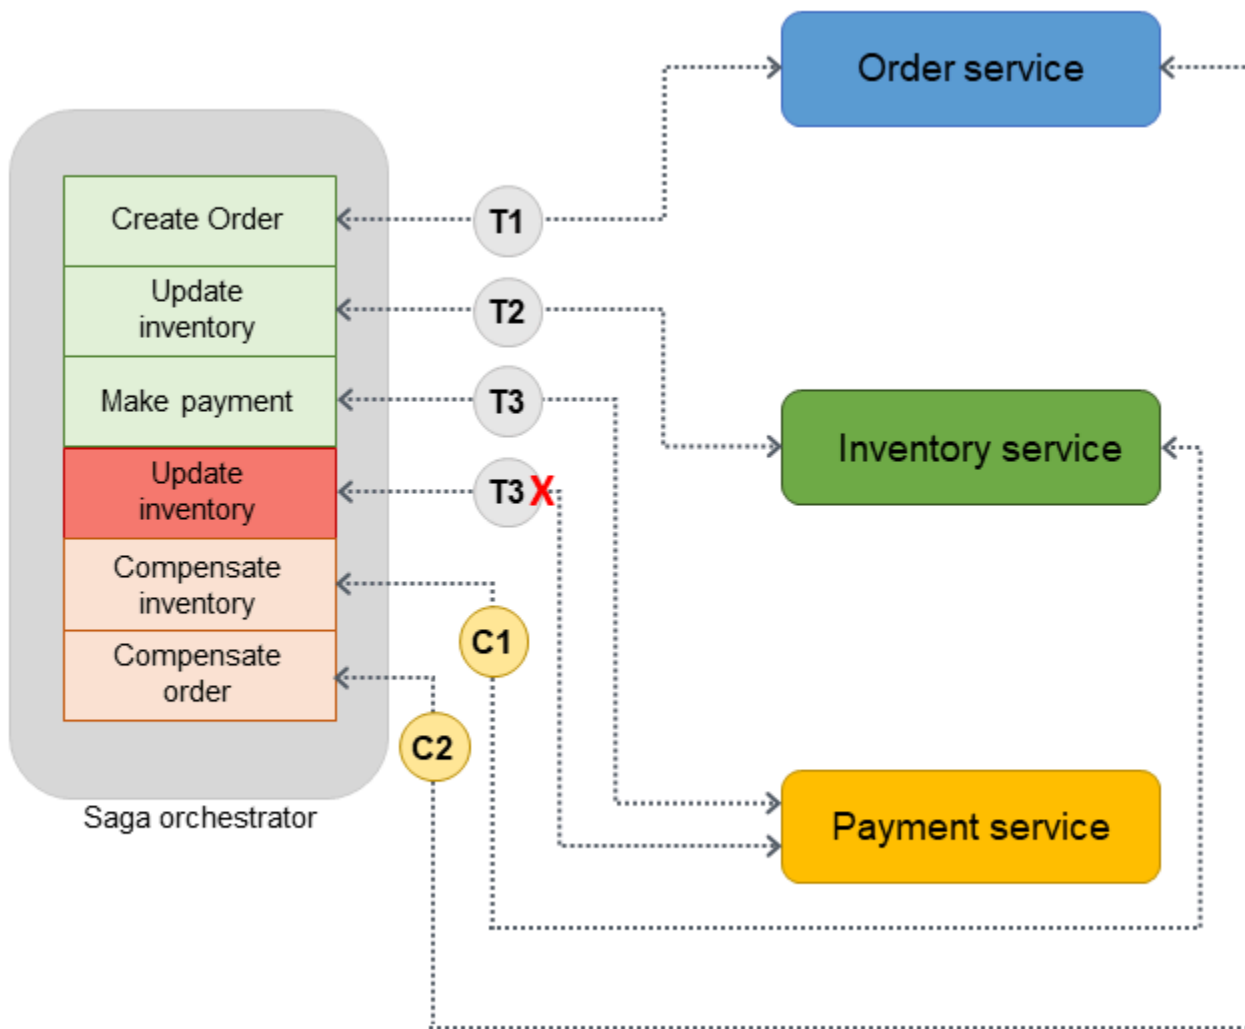 Order service
Create Order
T1
Update
inventory
T2
Make payment
T3
Inventory service
Update
inventory
T3 X
Compensate
inventory
C1
Compensate
order
C2
Saga orchestrator
Payment service